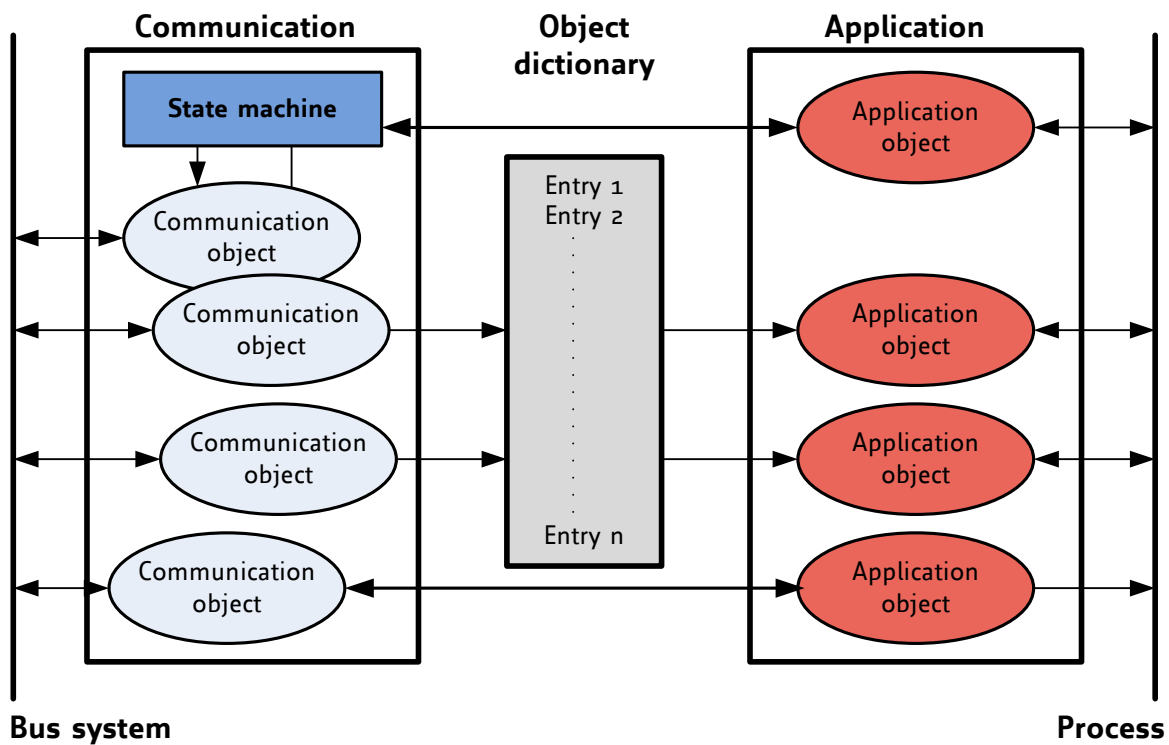 Communication
Object
dictionary
Application
State machine
Application
object
Entry 1
Entry 2
Communication
object
Communication
object
Application
object
Communication
object
Application
object
Entry n
Communication
object
Application
object
Bus system
Process